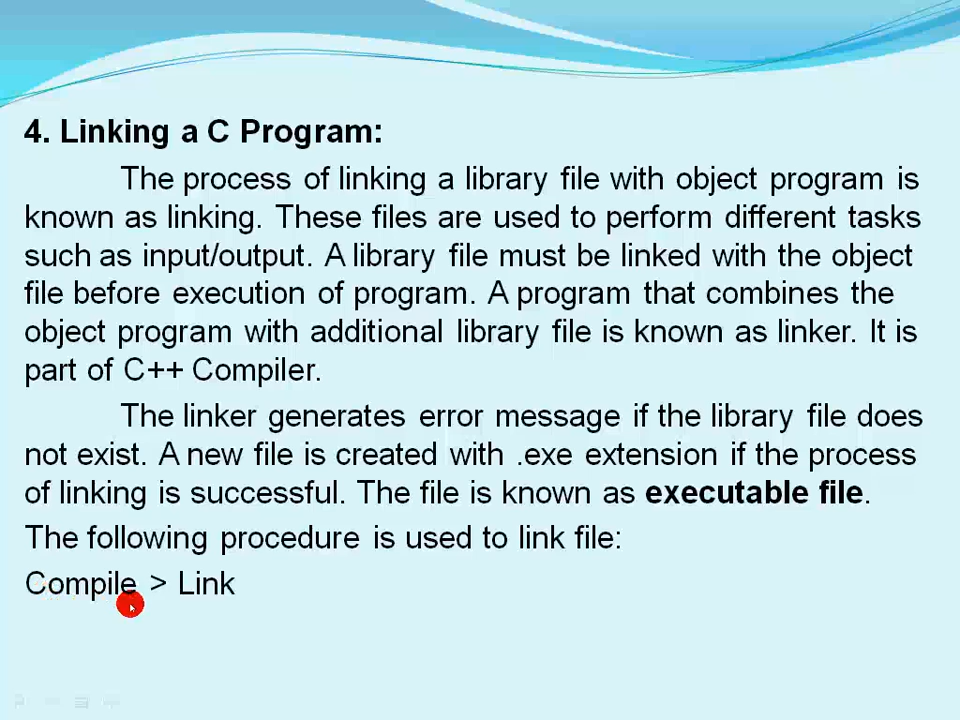 4. Linking a C Program:
The process of linking a library file with object program is
known as linking. These files are used to perform different tasks
such as input/output. A library file must be linked with the object
file before execution of program. A program that combines the
object program with additional library file is known as linker. It is
part of C++ Compiler.
The linker generates error message if the library file does
not exist. A new file is created with .exe extension if the process
of linking is successful. The file is known as executable file.
The following procedure is used to link file:
Compile > Link